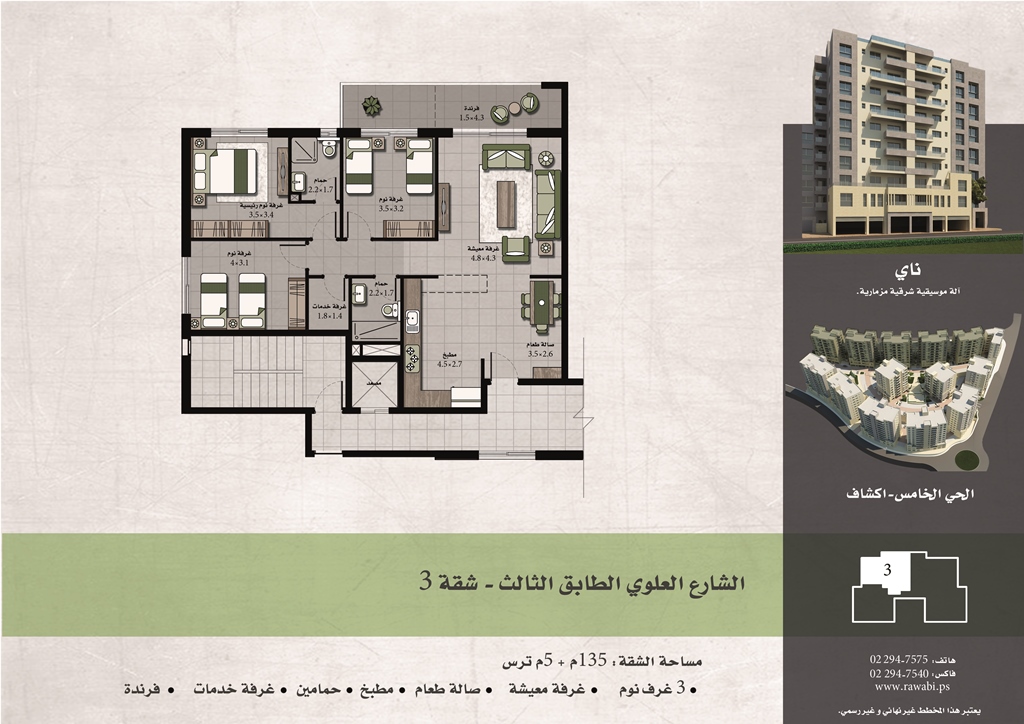 فرندة
1.5×4.3
حمام
2.2×1.7
غرفة نوم رئيسية
3.5×3.4
غرفة نوم
3.5×3.2
غرفة معيشة
4.8×4.3
غرفة نوم
4×3.1
حمام
2.2×1.7
غرفة خدمات
1.8×1.4
صالة طعام
3.5×2.6
مطبخ
4.5×2.7
مصعد
ناي
آلة موسيقية شرقية مزمارية.
الحي الخامس-اكشاف
3
الشارع العلوي الطابق الثالث - شقة 3
مساحة الشقة: 135م + 5م ترس
• 3 غرف نوم • غرفة معيشة • صالة طعام • مطبخ • حمامين • غرفة خدمات • فرندة
هاتف: 02 294-7575
فاكس: 02 294-7540
www.rawabi.ps
يعتبر هذا المخطط غير نهائي و غير رسمي.